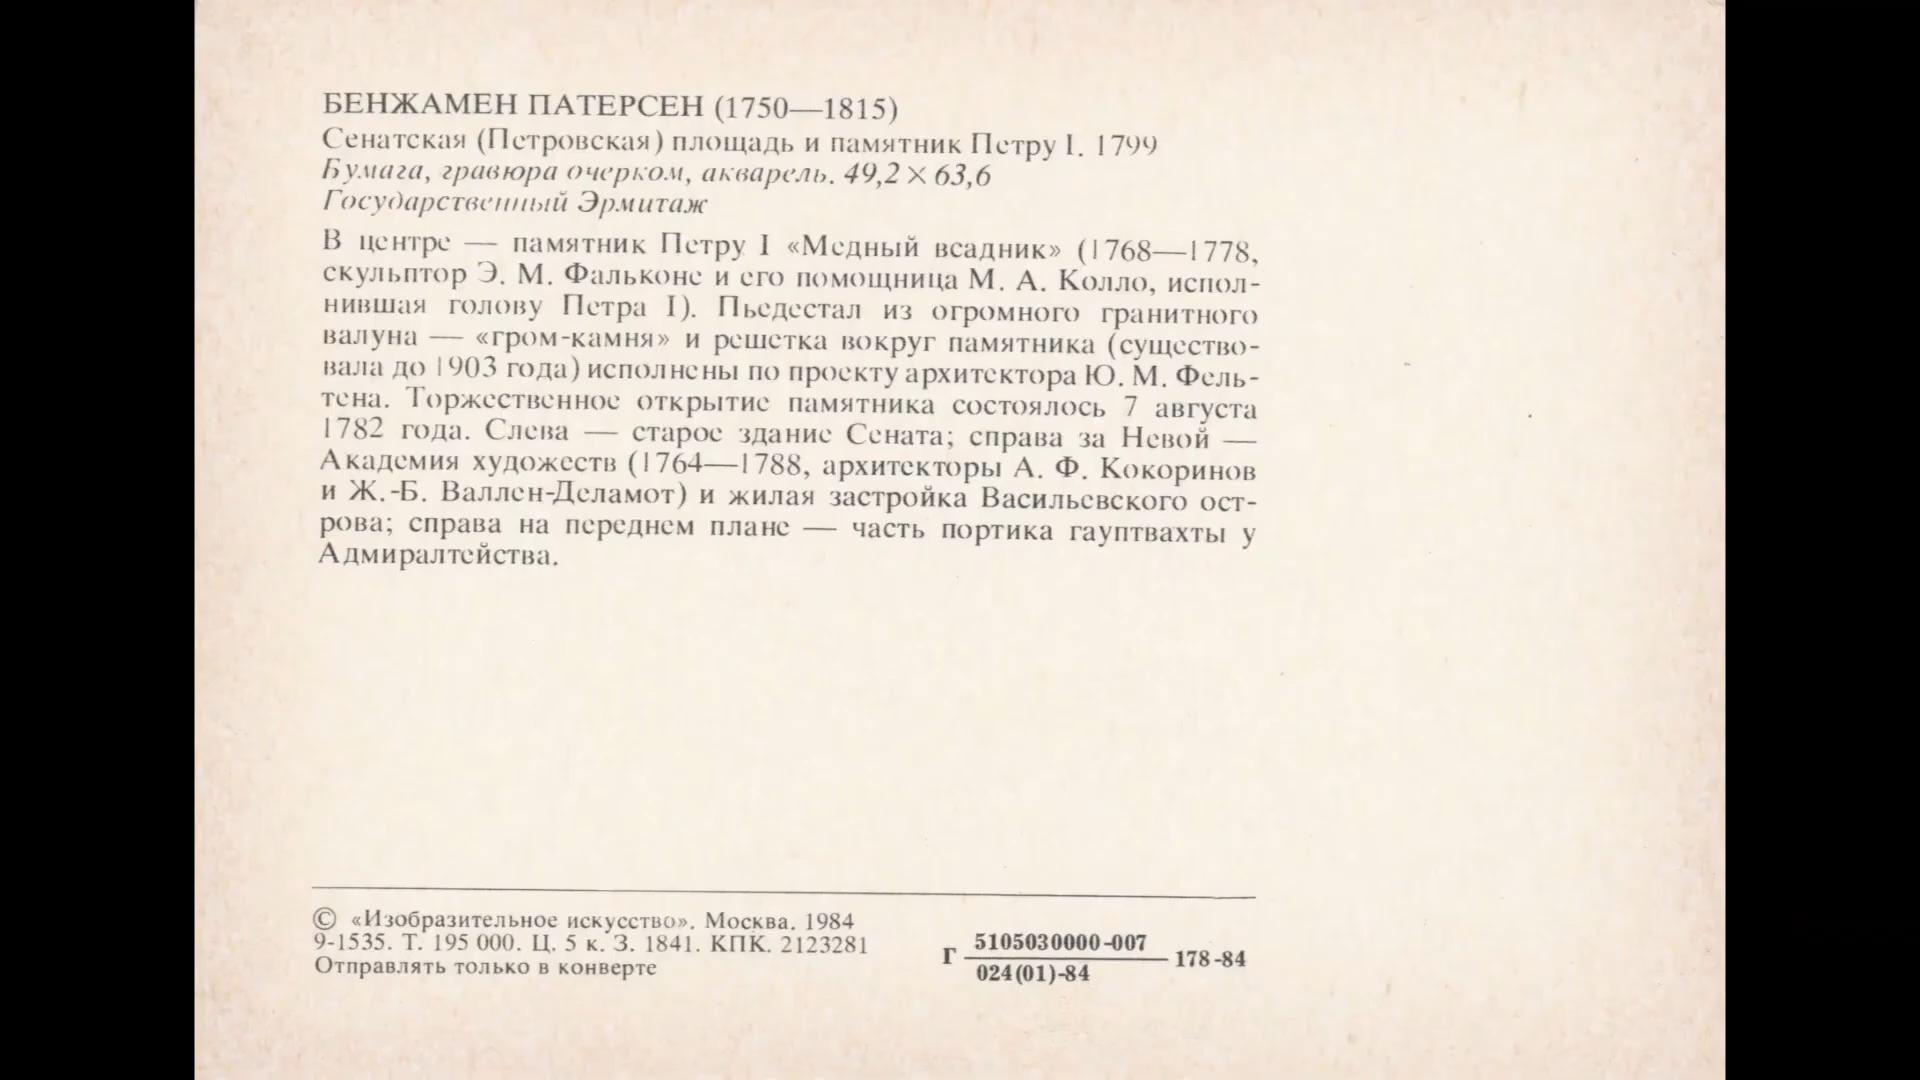 БЕНЖАМЕН ПАТЕРСЕН (1750—1815)
Сенатская (Петровская) площадь и памятник Петру I. 1799
Бумага, гравюра очерком, акварель. 49,2 × 63,6
Государственный Эрмитаж
В центре — памятник Петру I «Медный всадник» (1768—1778,
скульптор Э. М. Фальконе и его помощница М. А. Колло, испол-
нившая голову Петра I). Пьедестал из огромного гранитного
валуна — «гром-камня» и решетка вокруг памятника (существо-
вала до 1903 года) исполнены по проекту архитектора Ю. М. Фель-
тена. Торжественное открытие памятника состоялось 7 августа
1782 года. Слева — старое здание Сената; справа за Невой —
Академия художеств (1764—1788, архитекторы А. Ф. Кокоринов
и Ж.-Б. Валлен-Деламот) и жилая застройка Васильевского ост-
рова; справа на переднем плане — часть портика гауптвахты у
Адмиралтейства.
© «Изобразительное искусство». Москва. 1984
9-1535. Т. 195 000. Ц. 5 к. З. 1841. КПК. 2123281
Отправлять только в конверте
Г 5105030000-007 178-84
024(01)-84